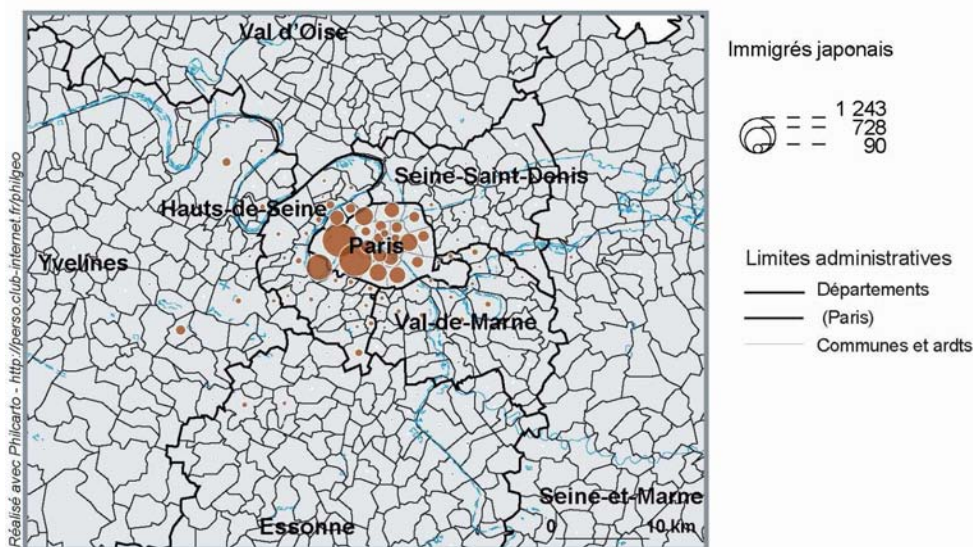 Val d'Oise
Seine-Saint-Denis
Hauts-de-Seine
Paris
Yvelines
Val-de-Marne
Seine-et-Marne
Essonne
0 10 km
Réalisé avec Philcarto - http://perso.club-internet.fr/philgeo
Immigrés japonais
1 243
728
90
Limites administratives
Départements
(Paris)
Communes et ardts